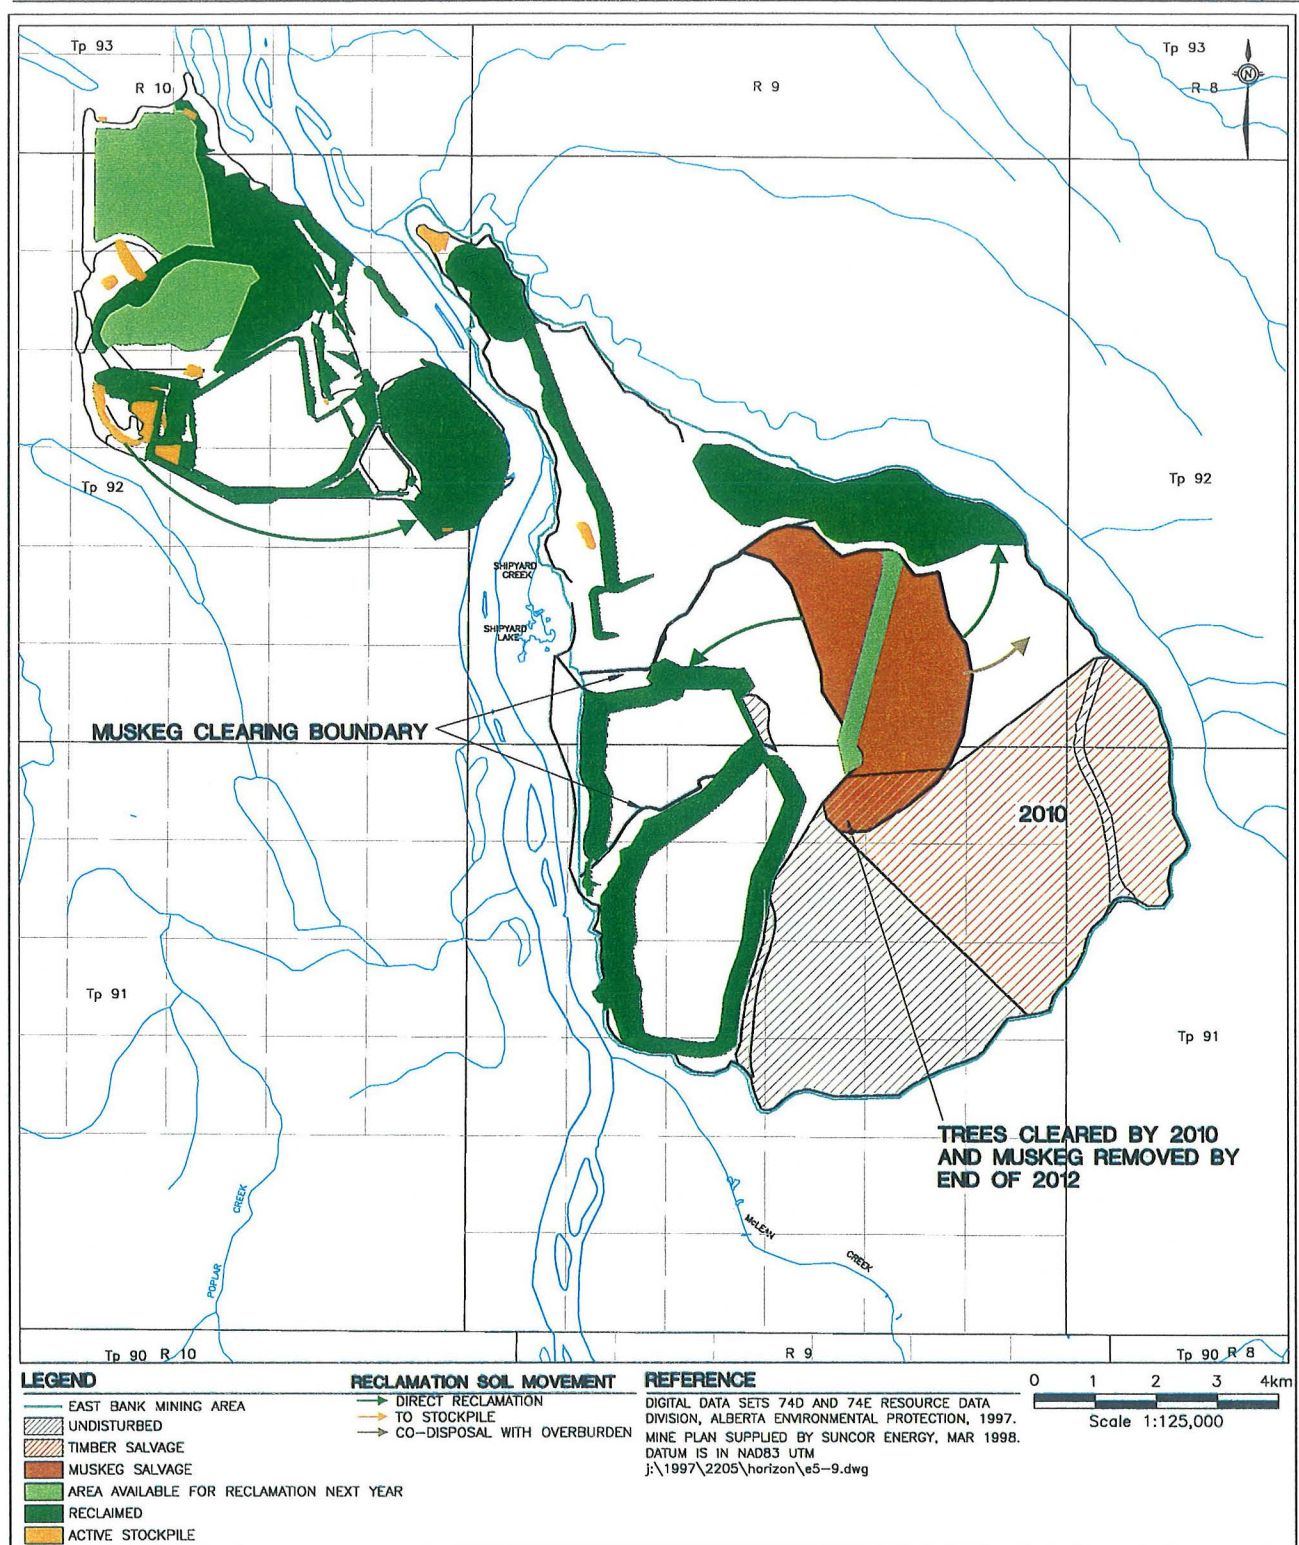 Tp 93
Tp 93
R 10
R 9
R 8
N
Tp 92
Tp 92
SHIPYARD
CREEK
SHIPYARD
LAKE
MUSKEG CLEARING BOUNDARY
2010
Tp 91
Tp 91
TREES CLEARED BY 2010
AND MUSKEG REMOVED BY
END OF 2012
POPLAR CREEK
McLEAN CREEK
Tp 90 R 10
R 9
Tp 90 R 8
LEGEND
EAST BANK MINING AREA
UNDISTURBED
TIMBER SALVAGE
MUSKEG SALVAGE
AREA AVAILABLE FOR RECLAMATION NEXT YEAR
RECLAIMED
ACTIVE STOCKPILE
RECLAMATION SOIL MOVEMENT
DIRECT RECLAMATION
TO STOCKPILE
CO-DISPOSAL WITH OVERBURDEN
REFERENCE
DIGITAL DATA SETS 74D AND 74E RESOURCE DATA
DIVISION, ALBERTA ENVIRONMENTAL PROTECTION, 1997.
MINE PLAN SUPPLIED BY SUNCOR ENERGY, MAR 1998.
DATUM IS IN NAD83 UTM
j:\1997\2205\horizon\e5-9.dwg
0 1 2 3 4km
Scale 1:125,000